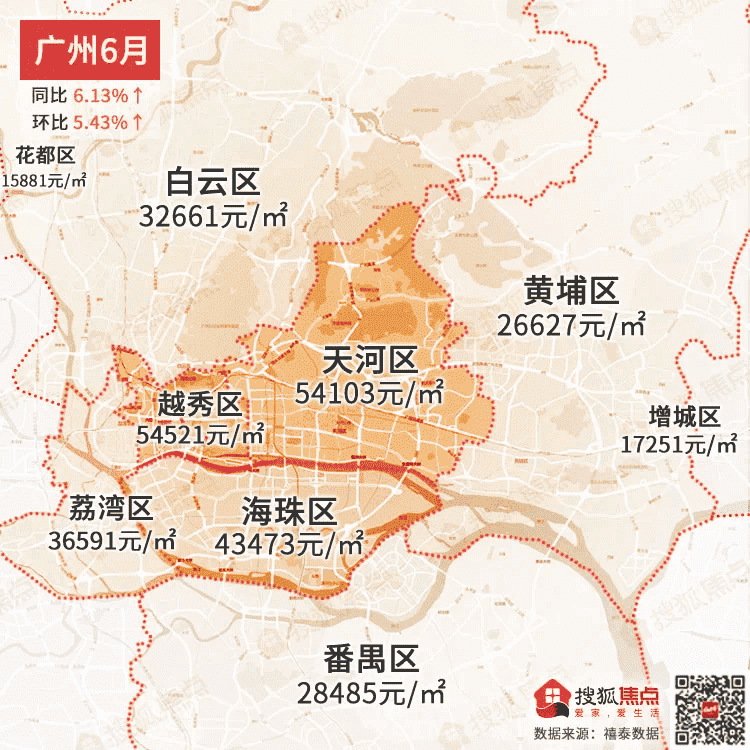 广州6月
同比 6.13%↑
环比 5.43%↑
花都区
15881元/㎡
白云区
32661元/㎡
黄埔区
26627元/㎡
天河区
54103元/㎡
越秀区
54521元/㎡
增城区
17251元/㎡
荔湾区
36591元/㎡
海珠区
43473元/㎡
番禺区
28485元/㎡
搜狐焦点
爱家，爱生活
数据来源：禧泰数据
搜狐焦点